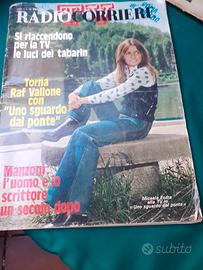 RADIOCORRIERE
Si riaccendono
per la TV
le luci dei tabarin
Torna
Raf Vallone
con
"Uno sguardo
dal ponte"
Manzoni,
l'uomo e lo
scrittore
un secolo dopo
Micaela Esdra
alla TV in
«Uno sguardo dal ponte»
subito